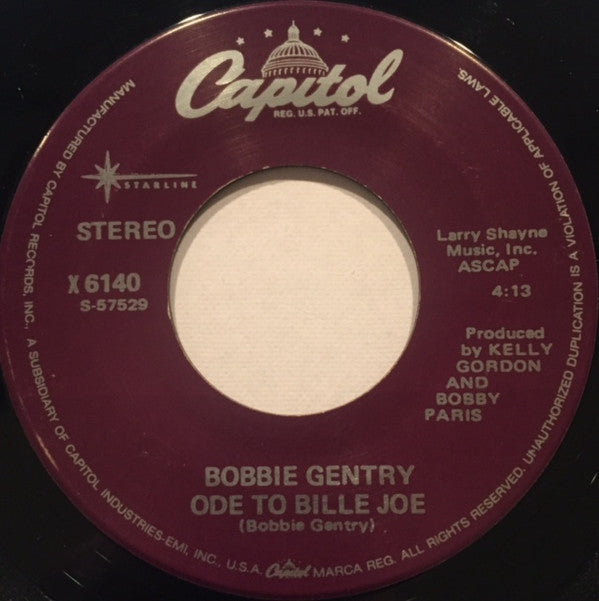 Capitol
REG. U.S. PAT. OFF.
STARLINE
STEREO
X 6140
S-57529
Larry Shayne
Music, Inc.
ASCAP
4:13
Produced
by KELLY
GORDON
AND
BOBBY
PARIS
BOBBIE GENTRY
ODE TO BILLE JOE
(Bobbie Gentry)
MANUFACTURED BY CAPITOL RECORDS, INC., A SUBSIDIARY OF CAPITOL INDUSTRIES-EMI, INC., U.S.A. Capitol MARCA REG. ALL RIGHTS RESERVED. UNAUTHORIZED DUPLICATION IS A VIOLATION OF APPLICABLE LAWS.